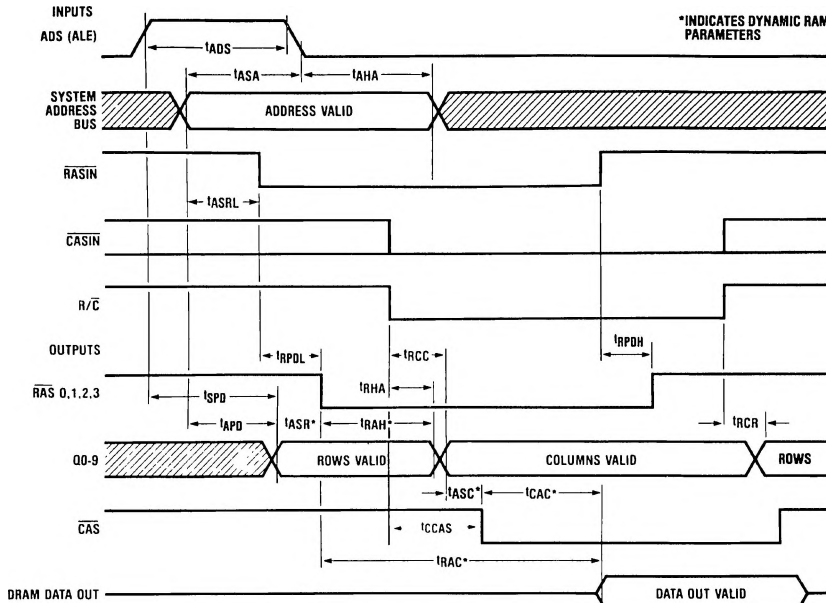 INPUTS
*INDICATES DYNAMIC RAM
PARAMETERS
ADS (ALE)
tADS
tASA
tAHA
SYSTEM
ADDRESS
BUS
ADDRESS VALID
RASIN
tASRL
CASIN
R/C
OUTPUTS
tRPDL
tRCC
tRPDH
RAS 0,1,2,3
tSPD
tRHA
tAPD
tASR*
tRAH*
tRCR
Q0-9
ROWS VALID
COLUMNS VALID
ROWS
tASC*
tCAC*
CAS
tCCAS
tRAC*
DRAM DATA OUT
DATA OUT VALID